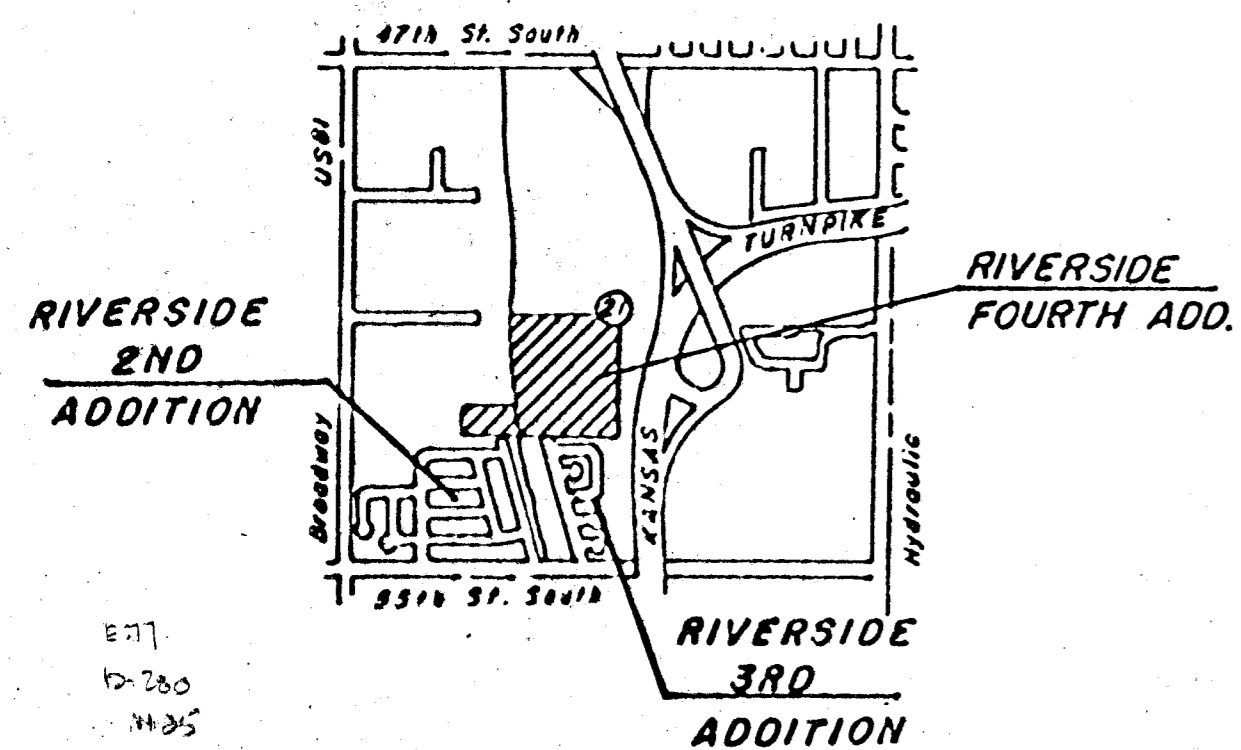 47th St. South
US81
TURNPIKE
RIVERSIDE
FOURTH ADD.
21
RIVERSIDE
2ND
ADDITION
Broadway
KANSAS
Hydraulic
55th St. South
RIVERSIDE
3RD
ADDITION